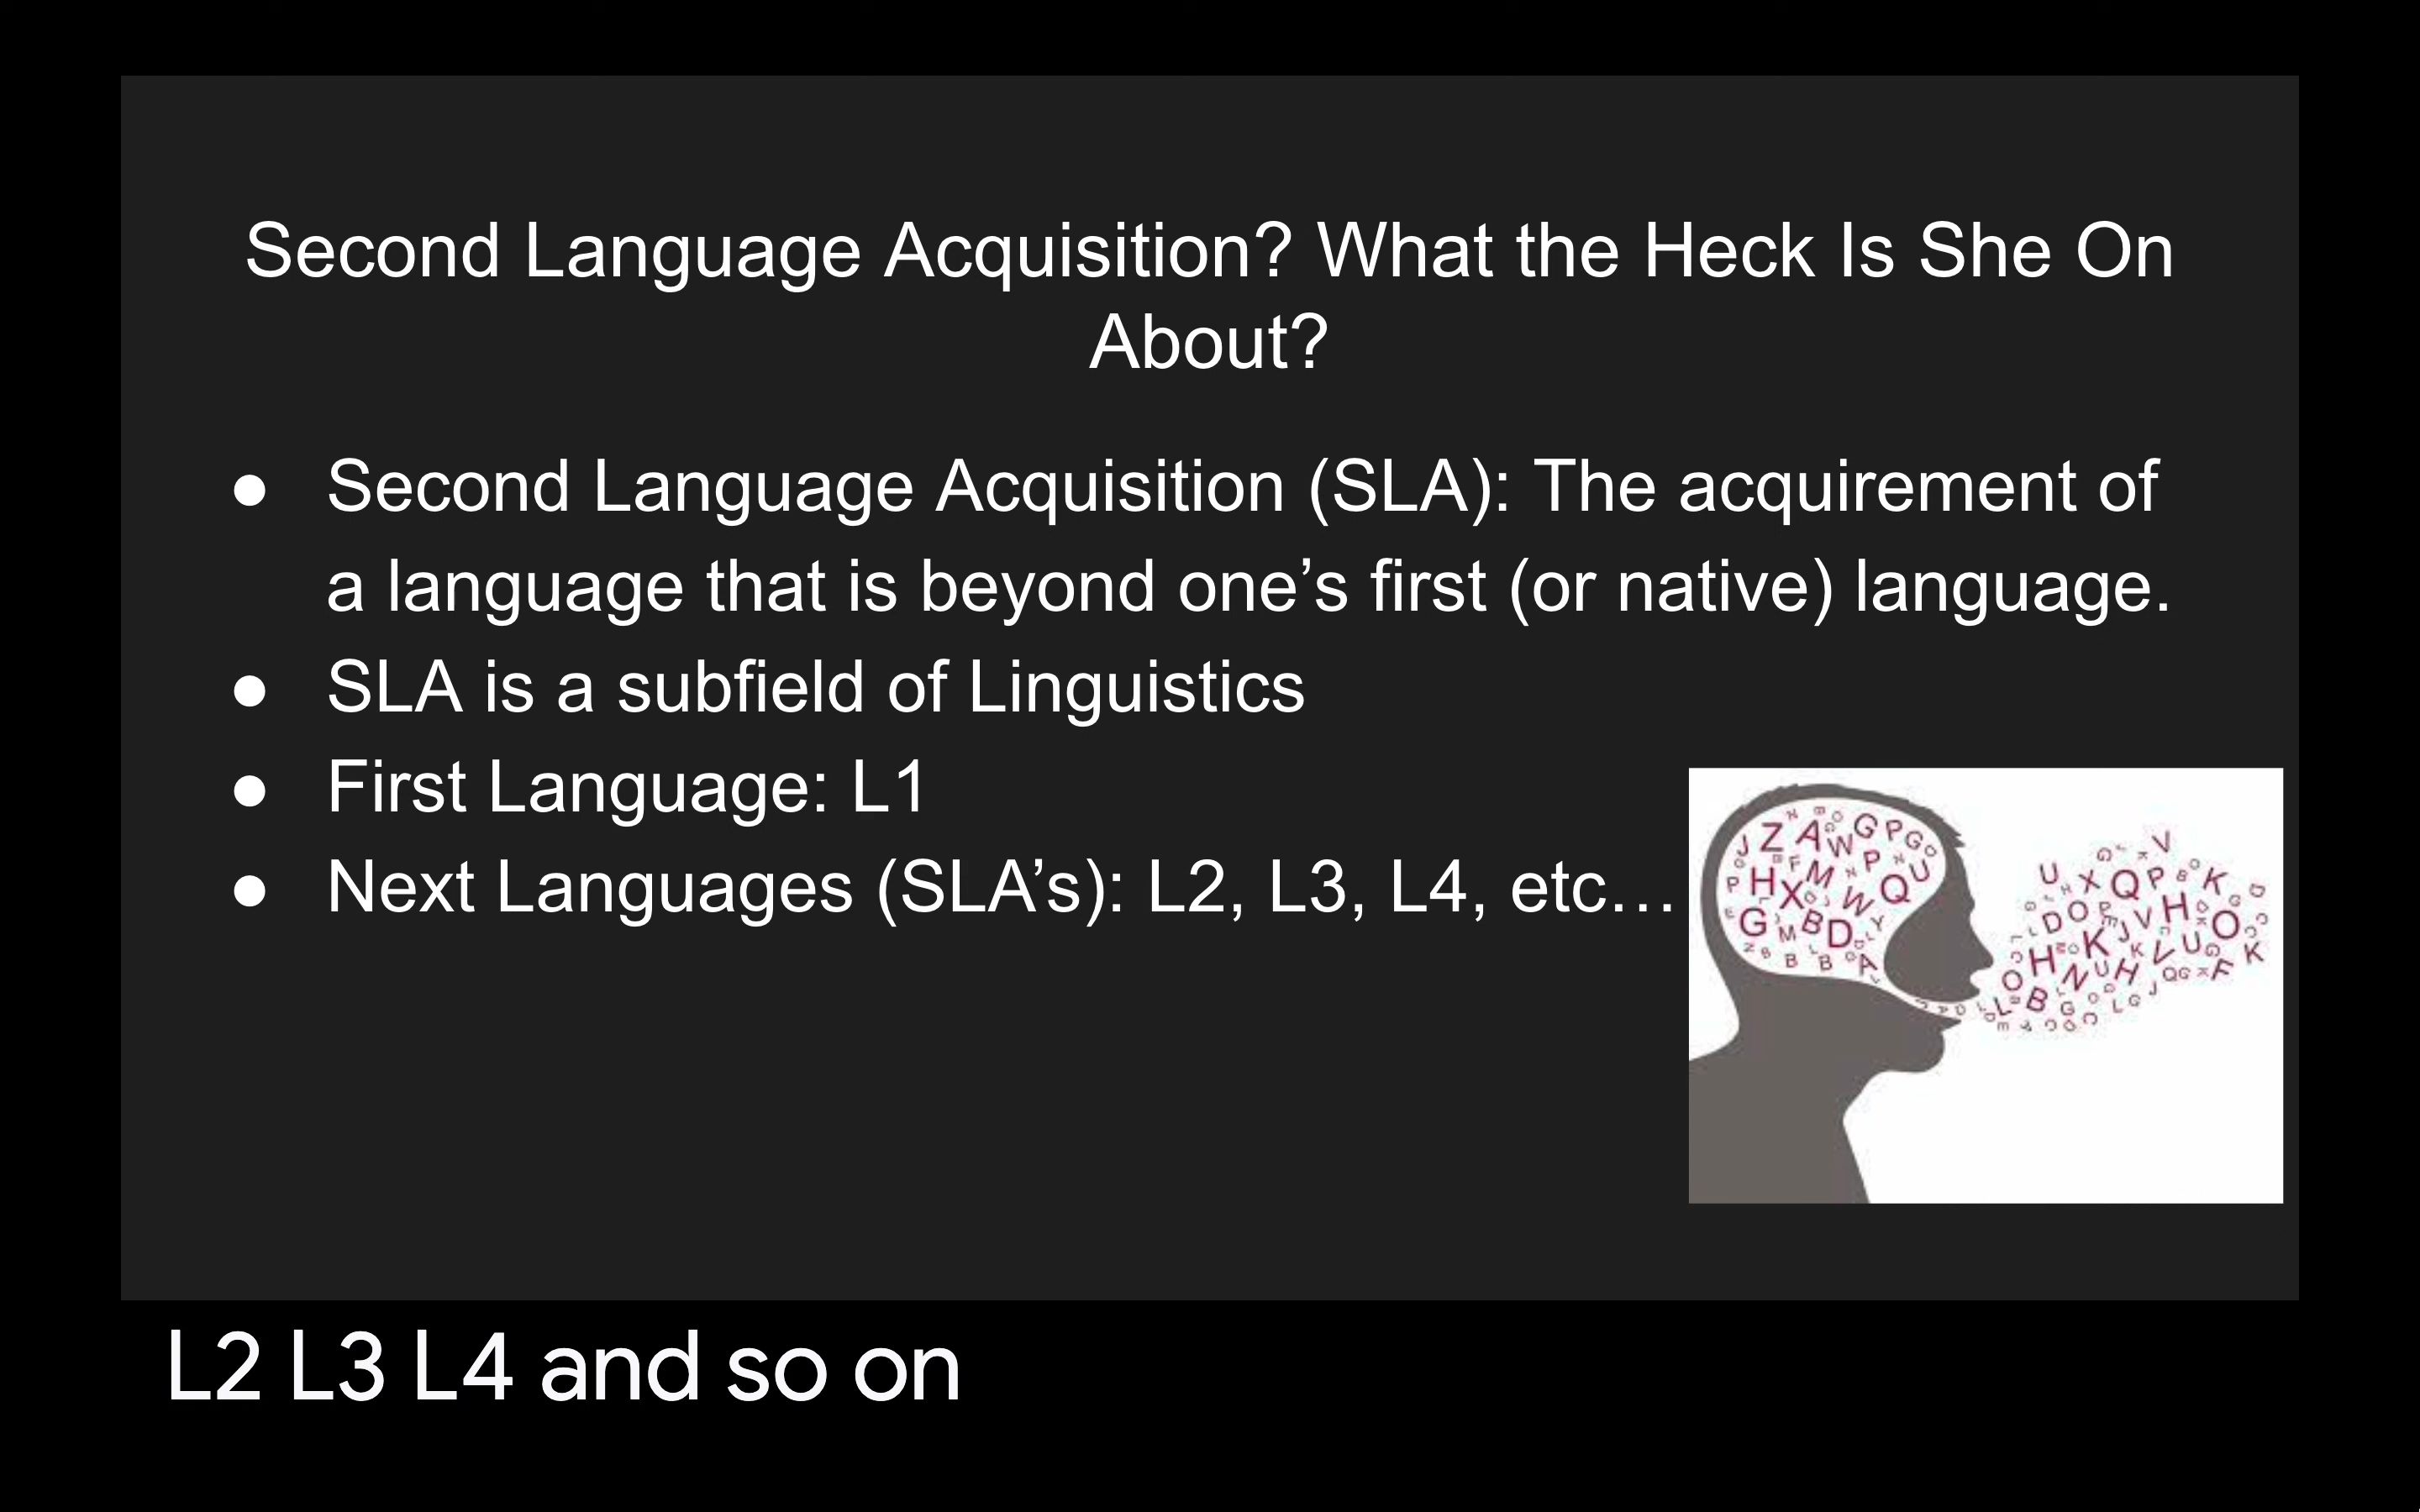 Second Language Acquisition? What the Heck Is She On
About?
● Second Language Acquisition (SLA): The acquirement of
a language that is beyond one’s first (or native) language.
● SLA is a subfield of Linguistics
● First Language: L1
● Next Languages (SLA’s): L2, L3, L4, etc…
L2 L3 L4 and so on